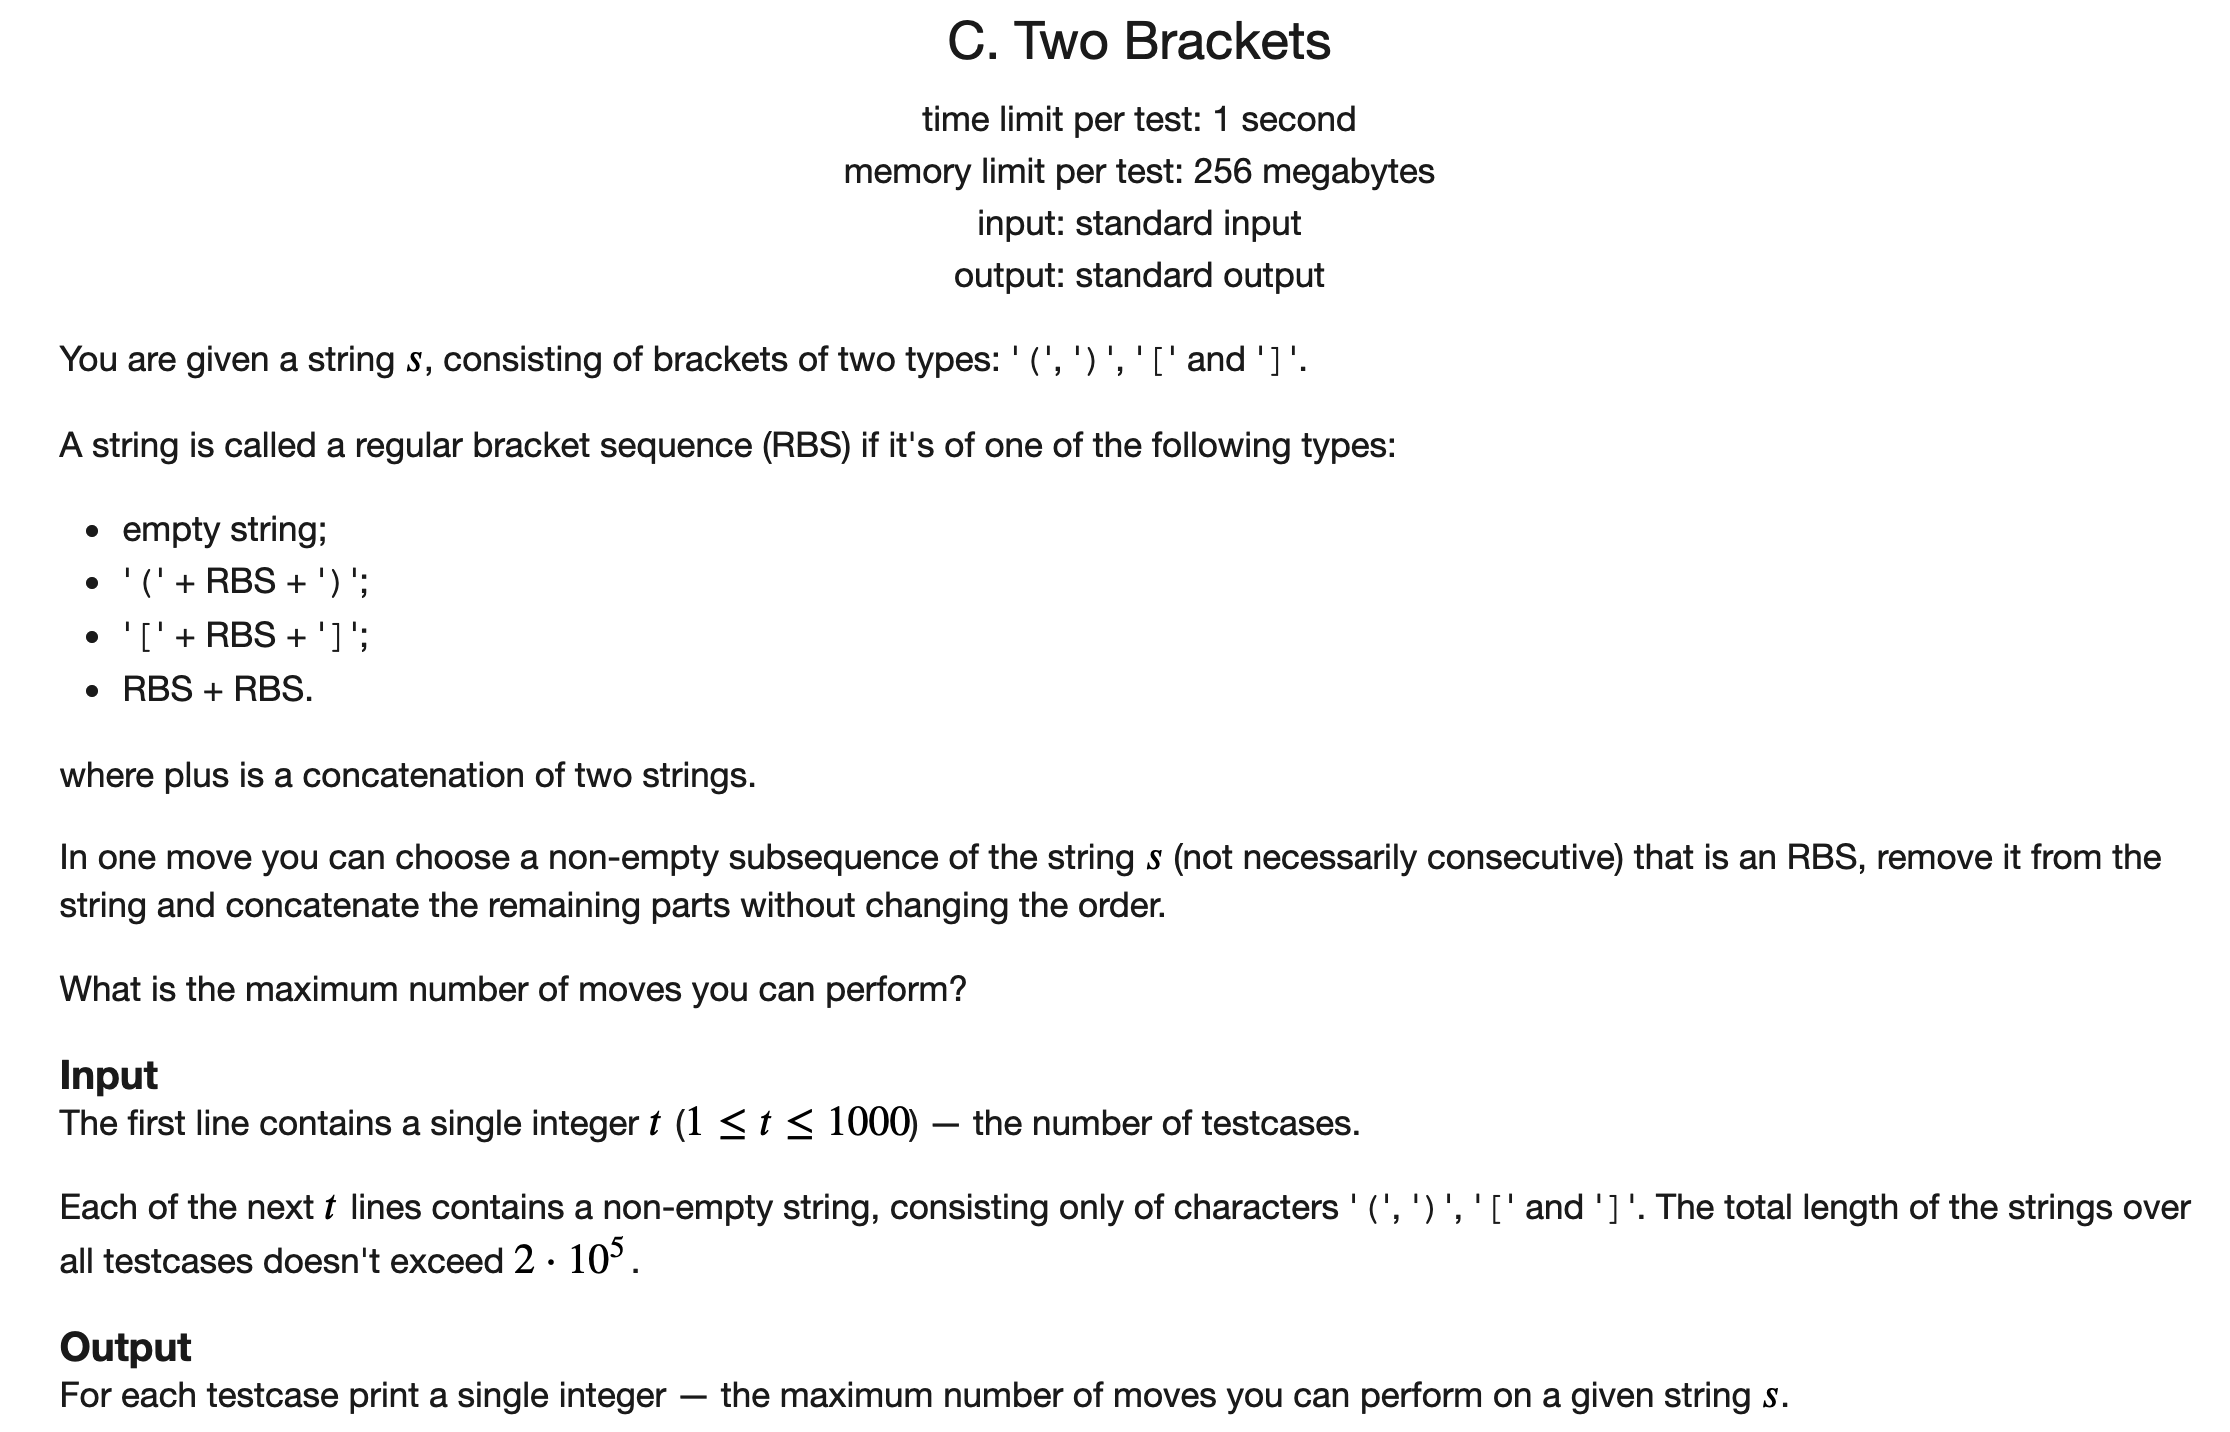 C. Two Brackets
time limit per test: 1 second
memory limit per test: 256 megabytes
input: standard input
output: standard output
You are given a string s, consisting of brackets of two types: '(', ')', '[' and ']'.
A string is called a regular bracket sequence (RBS) if it's of one of the following types:
• empty string;
• '(' + RBS + ')';
• '[' + RBS + ']';
• RBS + RBS.
where plus is a concatenation of two strings.
In one move you can choose a non-empty subsequence of the string s (not necessarily consecutive) that is an RBS, remove it from the
string and concatenate the remaining parts without changing the order.
What is the maximum number of moves you can perform?
Input
The first line contains a single integer t (1 ≤ t ≤ 1000) — the number of testcases.
Each of the next t lines contains a non-empty string, consisting only of characters '(', ')', '[' and ']'. The total length of the strings over
all testcases doesn't exceed 2 · 10⁵.
Output
For each testcase print a single integer — the maximum number of moves you can perform on a given string s.